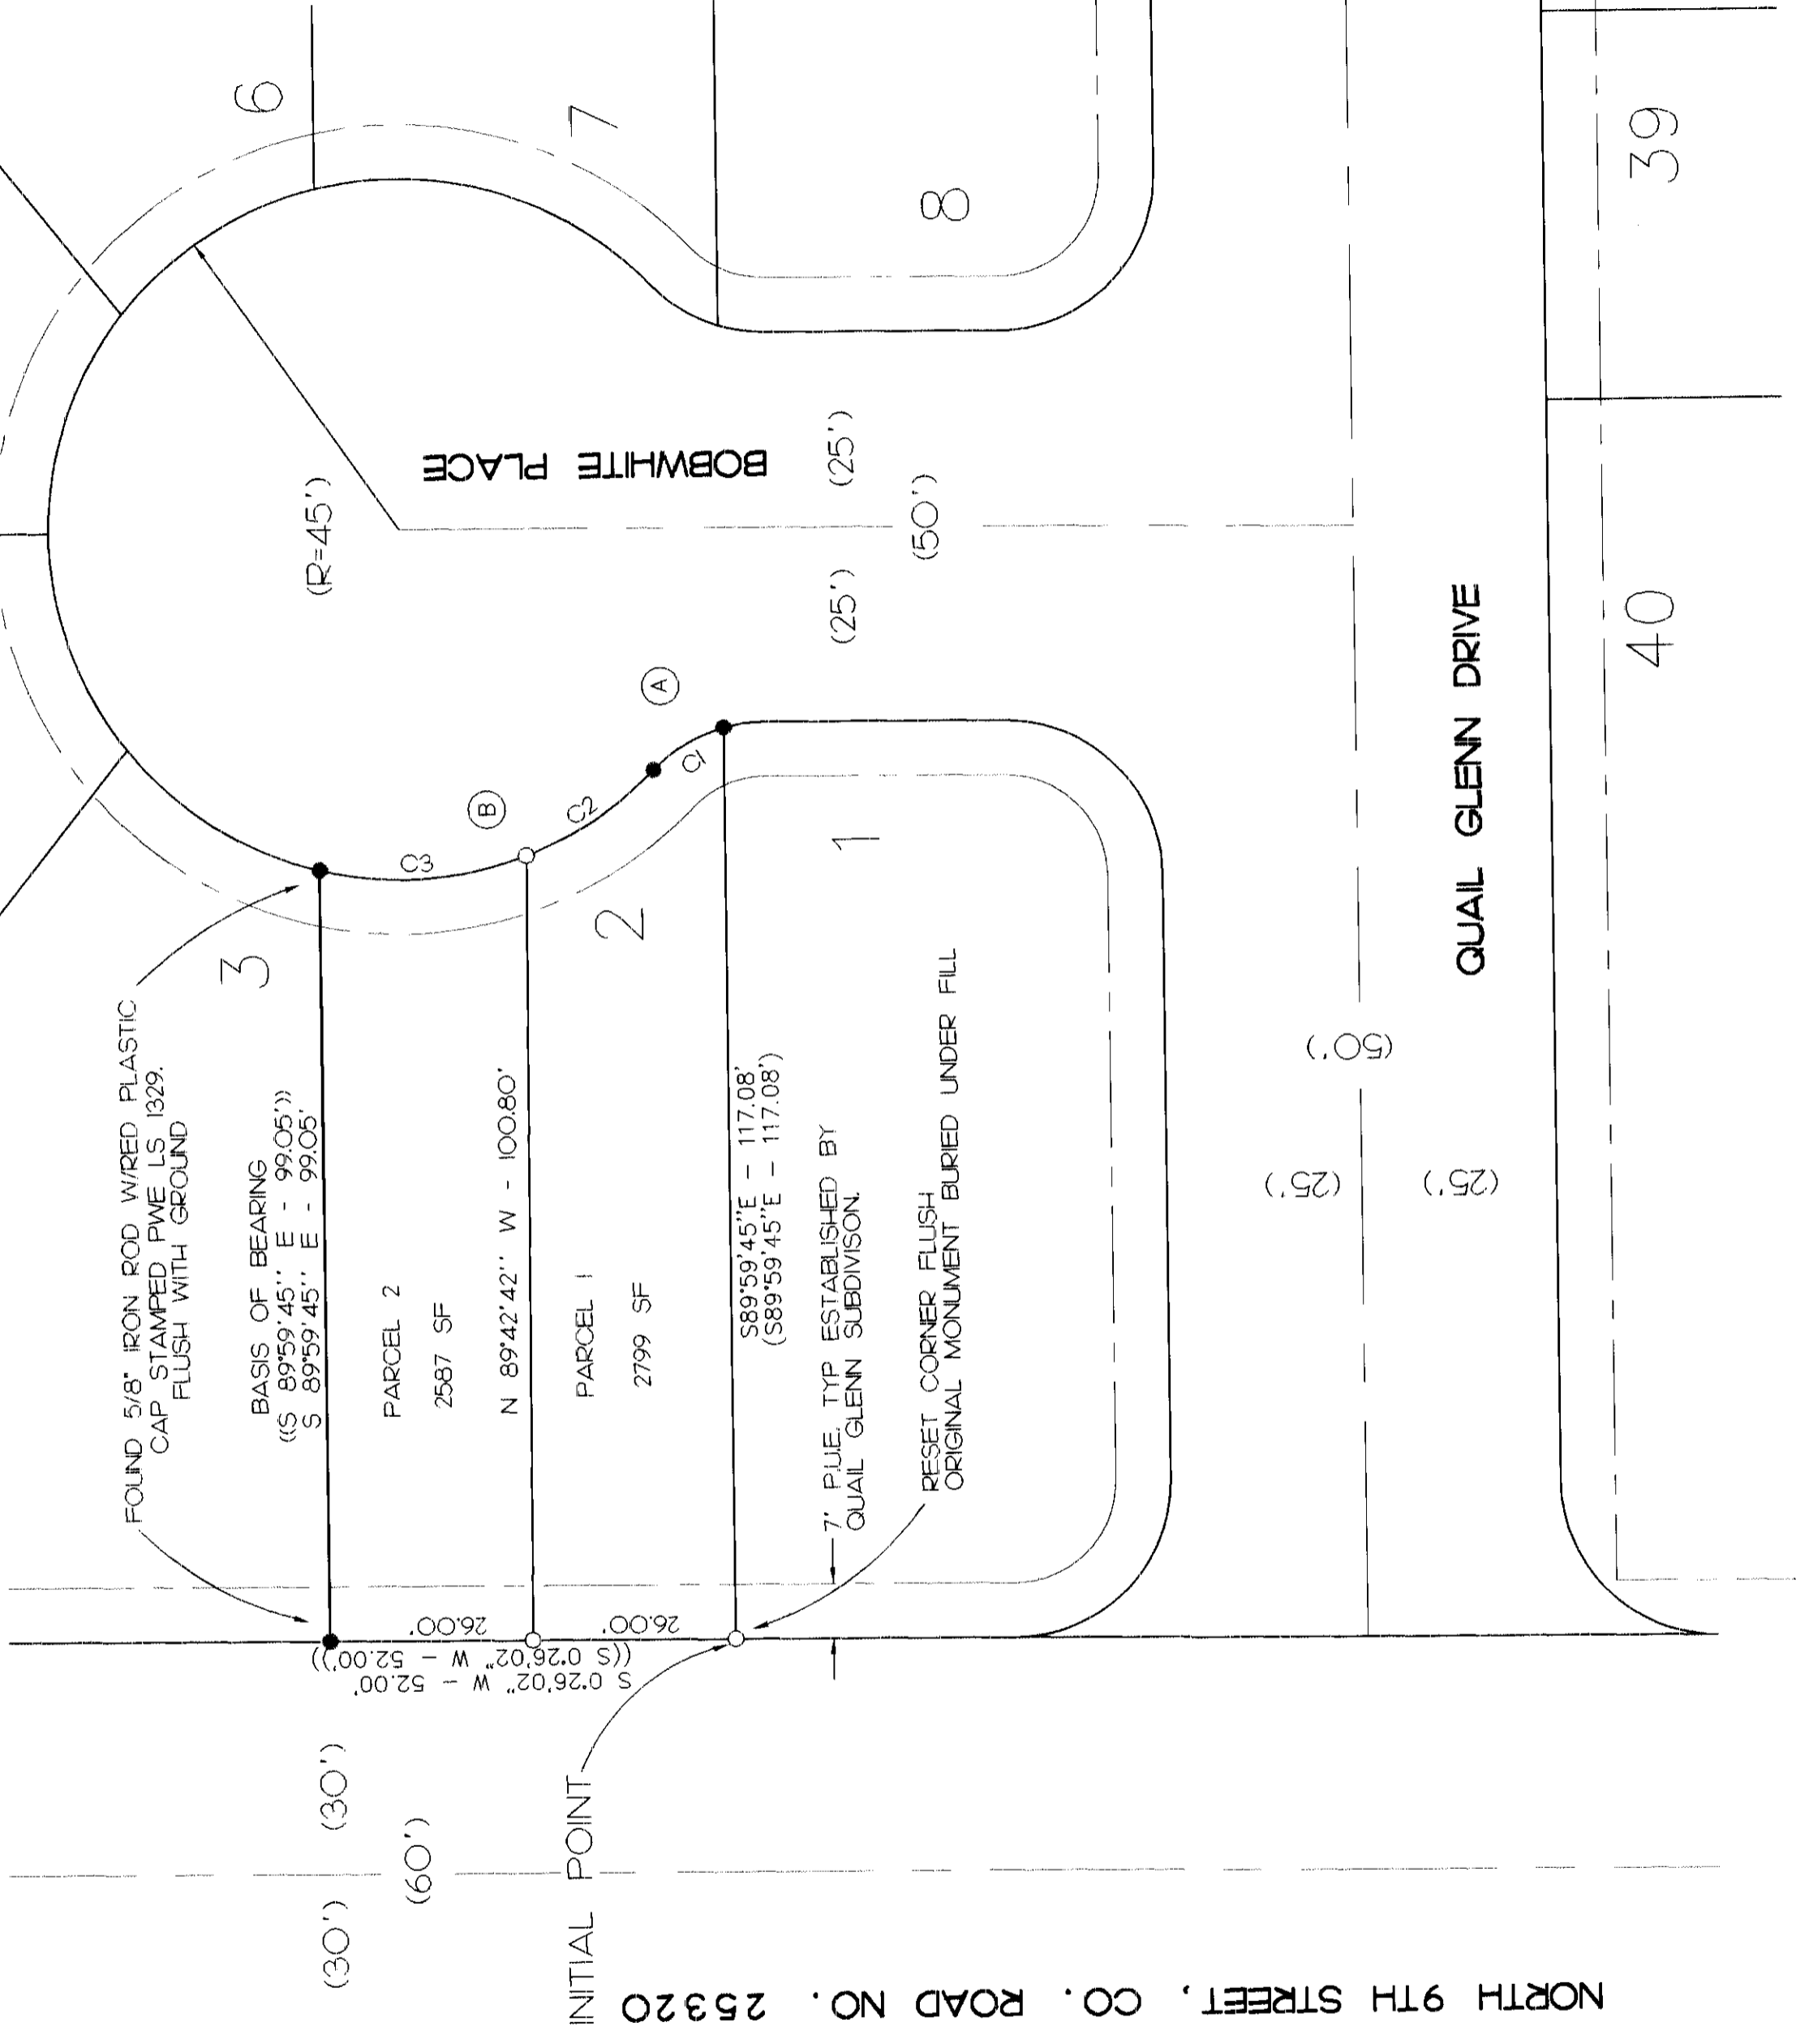 6
7
8
39
40
(R=45')
BOBWHITE PLACE
(25')
(25')
(50')
QUAIL GLENN DRIVE
A
B
C1
C2
C3
3
2
1
FOUND 5/8" IRON ROD W/RED PLASTIC
CAP STAMPED PWE LS 1329.
FLUSH WITH GROUND
BASIS OF BEARING
((S 89°59'45'' E - 99.05'))
S 89°59'45'' E - 99.05'
PARCEL 2
2587 SF
N 89°42'42'' W - 100.80'
PARCEL 1
2799 SF
S89°59'45"E - 117.08'
(S89°59'45"E - 117.08')
7' P.U.E. TYP ESTABLISHED BY
QUAIL GLENN SUBDIVISON.
RESET CORNER FLUSH
ORIGINAL MONUMENT BURIED UNDER FILL
(50')
(25')
(25')
26.00'
26.00'
((S 0°26'02" W - 52.00'))
S 0°26'02" W - 52.00'
(30')
(30')
(60')
INITIAL POINT
NORTH 9TH STREET, CO. ROAD NO. 25320